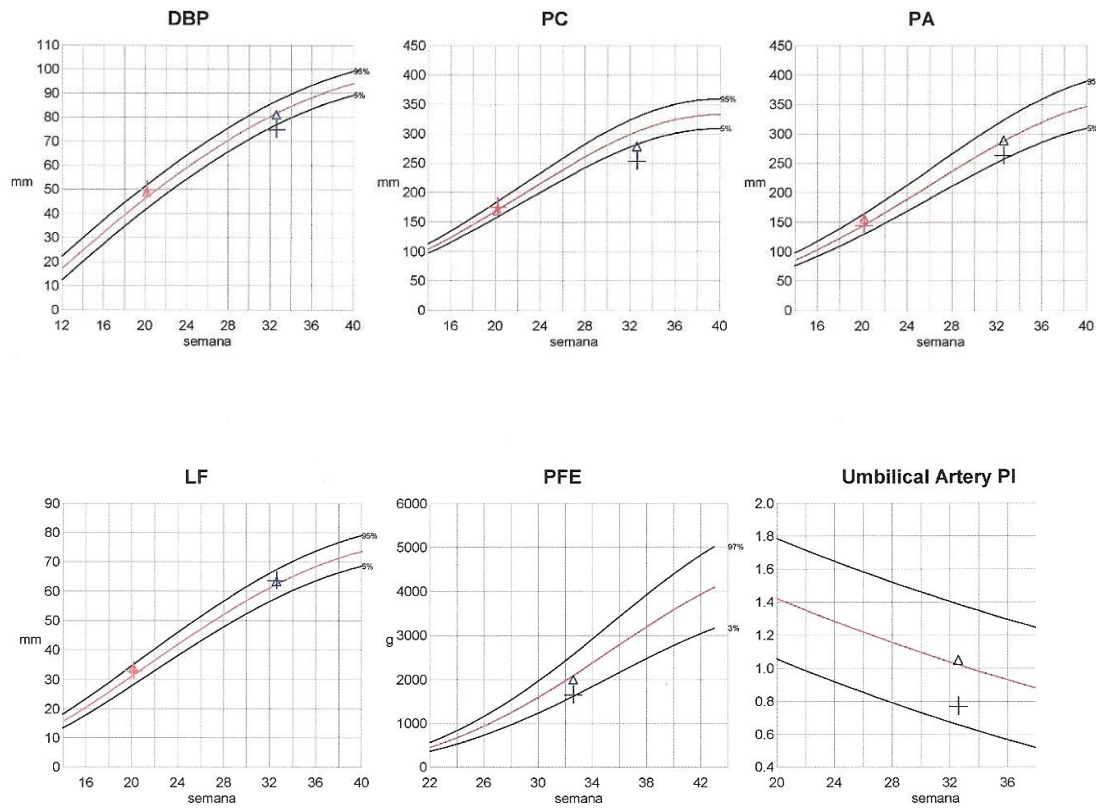 DBP
110
100
90
80
70
60
50
40
30
20
10
0
mm
95%
5%
12 20 24 28 32 36 40
semana
PC
450
400
350
300
250
200
150
100
50
0
mm
95%
5%
16 20 24 28 32 36 40
semana
PA
450
400
350
300
250
200
150
100
50
0
mm
95
5%
16 20 24 28 32 36 40
semana
LF
90
80
70
60
50
40
30
20
10
0
mm
95%
5%
16 20 24 28 32 36 40
semana
PFE
6000
5000
4000
3000
2000
1000
0
g
97%
3%
22 26 30 34 38 42
semana
Umbilical Artery PI
2.0
1.8
1.6
1.4
1.2
1.0
0.8
0.6
0.4
20 24 28 32 36
semana